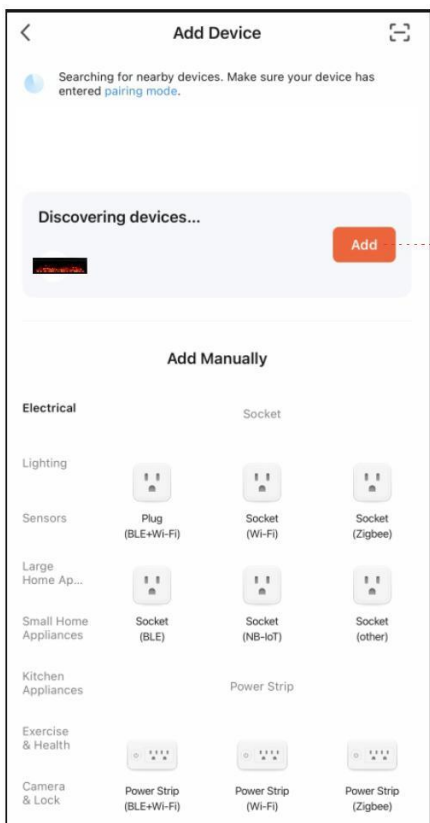 Add Device
Searching for nearby devices. Make sure your device has
entered pairing mode.
Discovering devices...
Add
Add Manually
Electrical
Socket
Lighting
Sensors
Plug
(BLE+Wi-Fi)
Socket
(Wi-Fi)
Socket
(Zigbee)
Large
Home Ap...
Small Home
Appliances
Socket
(BLE)
Socket
(NB-IoT)
Socket
(other)
Kitchen
Appliances
Power Strip
Exercise
& Health
Camera
& Lock
Power Strip
(BLE+Wi-Fi)
Power Strip
(Wi-Fi)
Power Strip
(Zigbee)